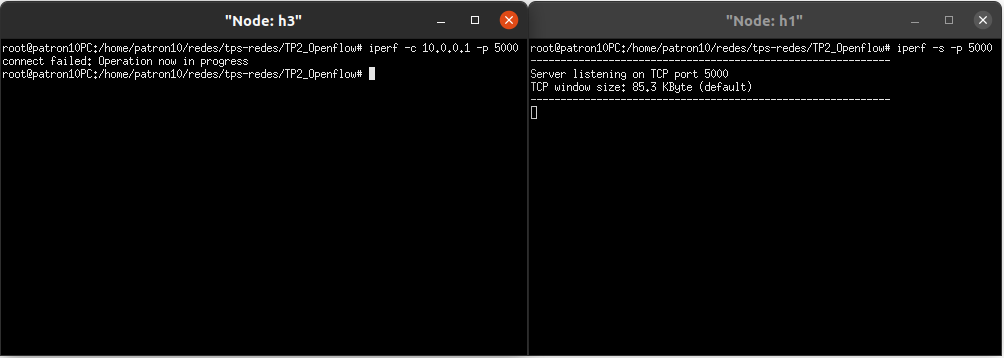 "Node: h3"
root@patron10PC:/home/patron10/redes/tps-redes/TP2_Openflow# iperf -c 10.0.0.1 -p 5000
connect failed: Operation now in progress
root@patron10PC:/home/patron10/redes/tps-redes/TP2_Openflow#
"Node: h1"
root@patron10PC:/home/patron10/redes/tps-redes/TP2_Openflow# iperf -s -p 5000
------------------------------------------------------------
Server listening on TCP port 5000
TCP window size: 85.3 KByte (default)
------------------------------------------------------------